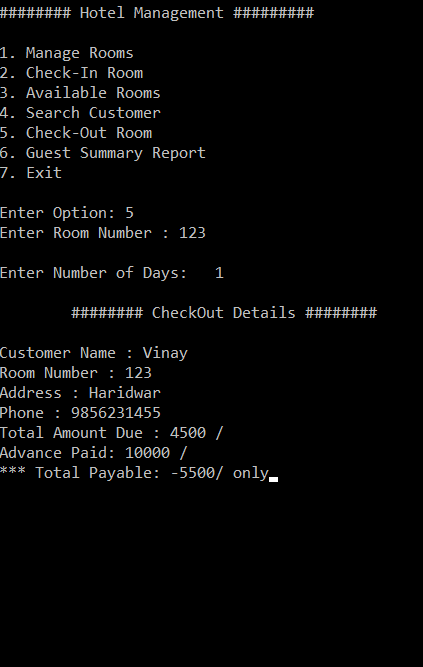 ######## Hotel Management #########
1. Manage Rooms
2. Check-In Room
3. Available Rooms
4. Search Customer
5. Check-Out Room
6. Guest Summary Report
7. Exit
Enter Option: 5
Enter Room Number : 123
Enter Number of Days:   1
######## CheckOut Details ########
Customer Name : Vinay
Room Number : 123
Address : Haridwar
Phone : 9856231455
Total Amount Due : 4500 /
Advance Paid: 10000 /
*** Total Payable: -5500/ only